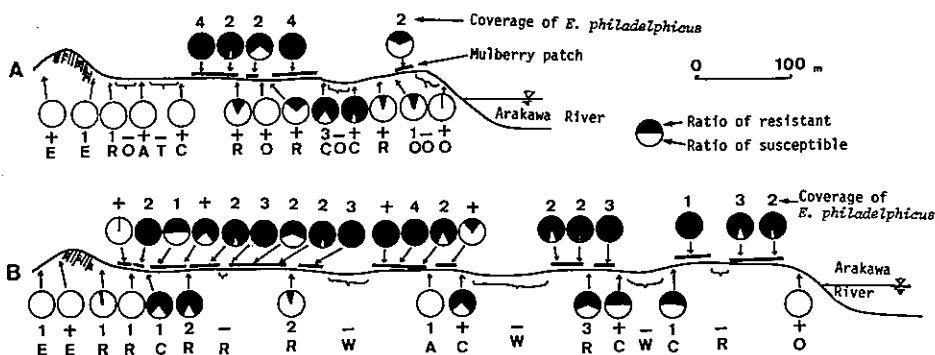 4 2 2 4 2 Coverage of E. philadelphicus
Mulberry patch
A
0 100 m
Arakawa River
Ratio of resistant
Ratio of susceptible
+ 1 1 – + – + + + + 3 – + + 1 – +
E E R O A T C R O R C O C R O O O
+ 2 1 + 2 3 2 2 3 + 4 2 + 2 2 3 1 3 2 Coverage of
E. philadelphicus
B
Arakawa
River
1 + 1 1 1 2 – 2 – 1 + – 3 + – 1 – +
E E R R C R R R W A C W R C W C R O